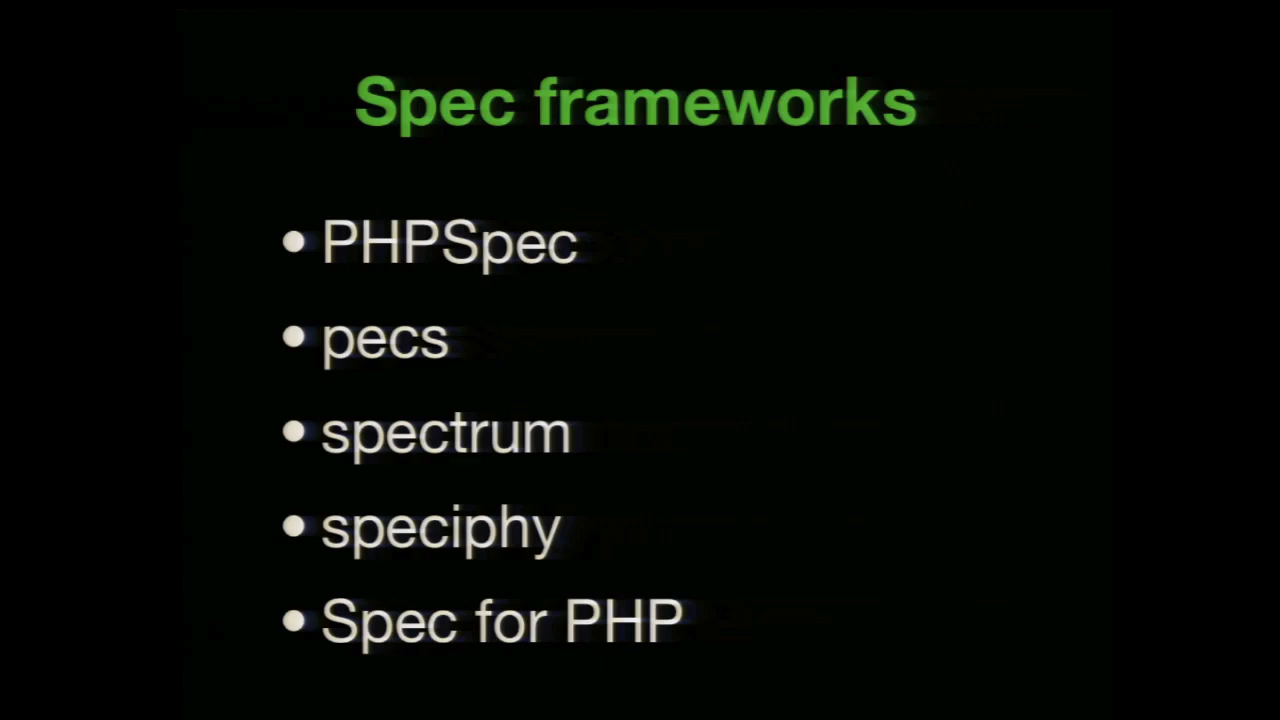 Spec frameworks
• PHPSpec
• pecs
• spectrum
• speciphy
• Spec for PHP